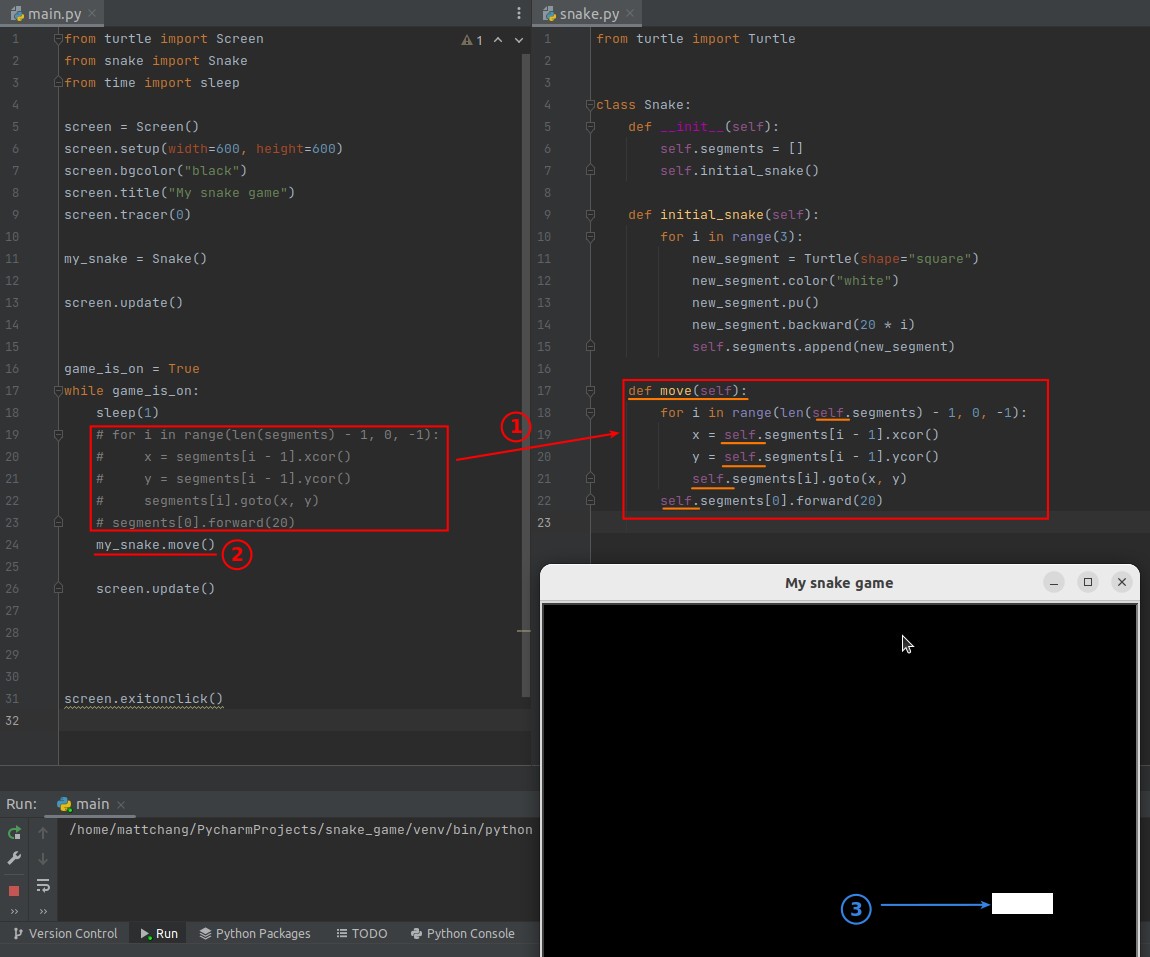 main.py
1 from turtle import Screen
2 from snake import Snake
3 from time import sleep
4
5 screen = Screen()
6 screen.setup(width=600, height=600)
7 screen.bgcolor("black")
8 screen.title("My snake game")
9 screen.tracer(0)
10
11 my_snake = Snake()
12
13 screen.update()
14
15
16 game_is_on = True
17 while game_is_on:
18     sleep(1)
19     # for i in range(len(segments) - 1, 0, -1):
20     #     x = segments[i - 1].xcor()
21     #     y = segments[i - 1].ycor()
22     #     segments[i].goto(x, y)
23     # segments[0].forward(20)
24     my_snake.move()
25
26     screen.update()
27
28
29
30
31 screen.exitonclick()
32
1
2
snake.py
1 from turtle import Turtle
2
3
4 class Snake:
5     def __init__(self):
6         self.segments = []
7         self.initial_snake()
8
9     def initial_snake(self):
10         for i in range(3):
11             new_segment = Turtle(shape="square")
12             new_segment.color("white")
13             new_segment.pu()
14             new_segment.backward(20 * i)
15             self.segments.append(new_segment)
16
17     def move(self):
18         for i in range(len(self.segments) - 1, 0, -1):
19             x = self.segments[i - 1].xcor()
20             y = self.segments[i - 1].ycor()
21             self.segments[i].goto(x, y)
22         self.segments[0].forward(20)
23
1
My snake game
3
Run: main
/home/mattchang/PycharmProjects/snake_game/venv/bin/python
Version Control Run Python Packages TODO Python Console